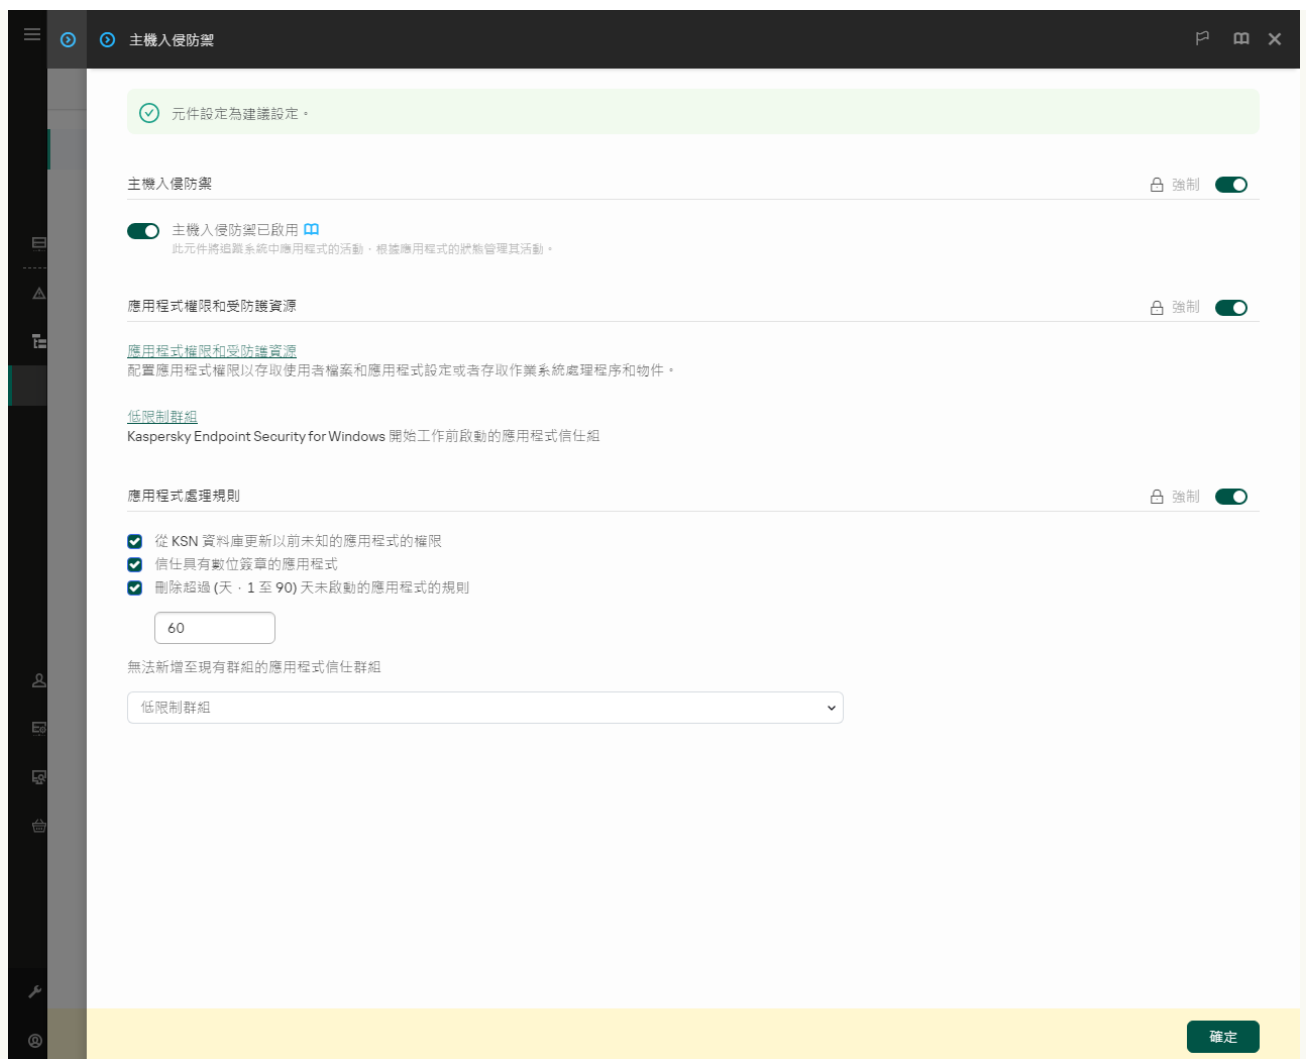 主機入侵防禦
元件設定為建議設定。
主機入侵防禦
強制
主機入侵防禦已啟用
此元件將追蹤系統中應用程式的活動，根據應用程式的狀態管理其活動。
應用程式權限和受防護資源
強制
應用程式權限和受防護資源
配置應用程式權限以存取使用者檔案和應用程式設定或者存取作業系統處理程序和物件。
低限制群組
Kaspersky Endpoint Security for Windows 開始工作前啟動的應用程式信任組
應用程式處理規則
強制
從 KSN 資料庫更新以前未知的應用程式的權限
信任具有數位簽章的應用程式
刪除超過 (天，1 至 90) 天未啟動的應用程式的規則
60
無法新增至現有群組的應用程式信任群組
低限制群組
確定